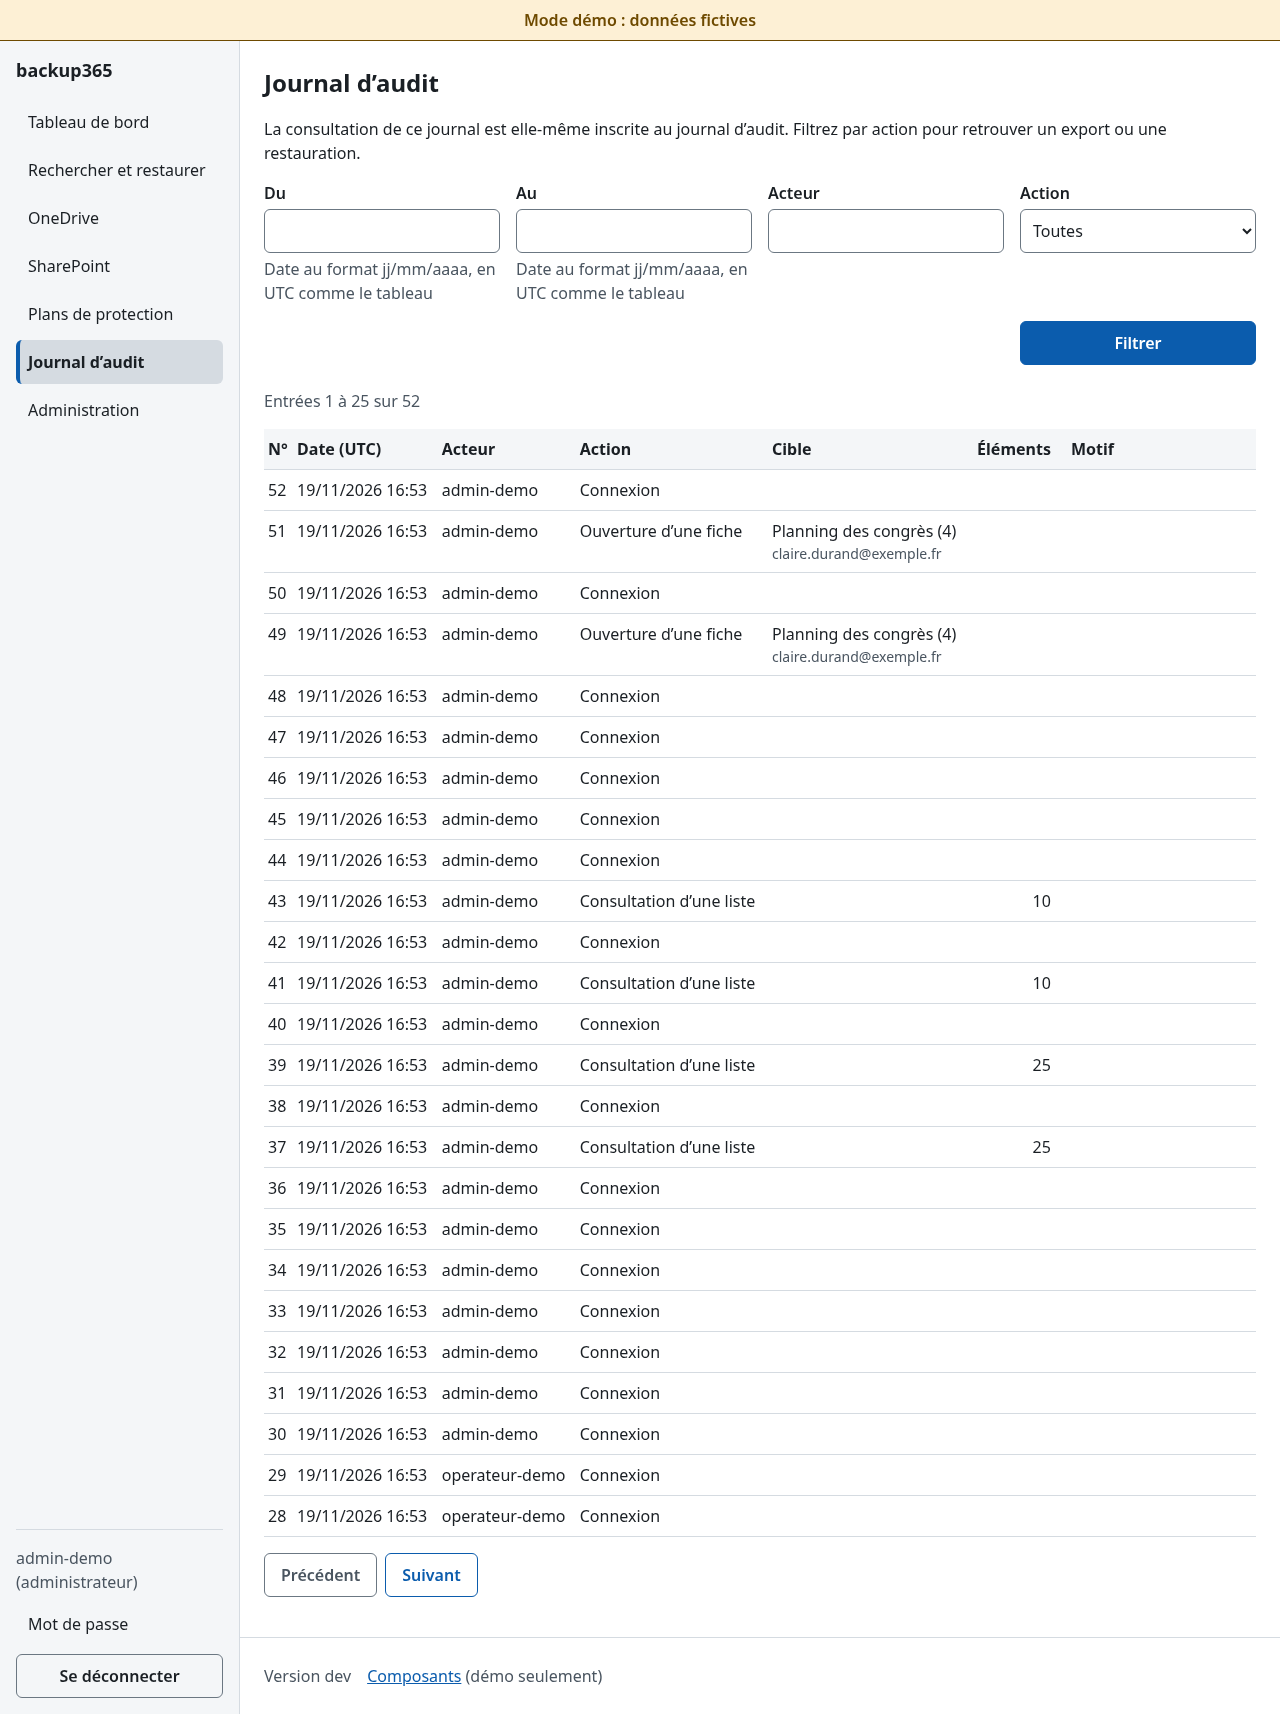 Mode démo : données fictives
backup365
Tableau de bord
Rechercher et restaurer
OneDrive
SharePoint
Plans de protection
Journal d’audit
Administration
admin-demo
(administrateur)
Mot de passe
Se déconnecter
Journal d’audit
La consultation de ce journal est elle-même inscrite au journal d’audit. Filtrez par action pour retrouver un export ou une
restauration.
Du Au Acteur Action
Toutes
Date au format jj/mm/aaaa, en Date au format jj/mm/aaaa, en
UTC comme le tableau UTC comme le tableau
Filtrer
Entrées 1 à 25 sur 52
N° Date (UTC) Acteur Action Cible Éléments Motif
52 19/11/2026 16:53 admin-demo Connexion
51 19/11/2026 16:53 admin-demo Ouverture d’une fiche Planning des congrès (4)
claire.durand@exemple.fr
50 19/11/2026 16:53 admin-demo Connexion
49 19/11/2026 16:53 admin-demo Ouverture d’une fiche Planning des congrès (4)
claire.durand@exemple.fr
48 19/11/2026 16:53 admin-demo Connexion
47 19/11/2026 16:53 admin-demo Connexion
46 19/11/2026 16:53 admin-demo Connexion
45 19/11/2026 16:53 admin-demo Connexion
44 19/11/2026 16:53 admin-demo Connexion
43 19/11/2026 16:53 admin-demo Consultation d’une liste 10
42 19/11/2026 16:53 admin-demo Connexion
41 19/11/2026 16:53 admin-demo Consultation d’une liste 10
40 19/11/2026 16:53 admin-demo Connexion
39 19/11/2026 16:53 admin-demo Consultation d’une liste 25
38 19/11/2026 16:53 admin-demo Connexion
37 19/11/2026 16:53 admin-demo Consultation d’une liste 25
36 19/11/2026 16:53 admin-demo Connexion
35 19/11/2026 16:53 admin-demo Connexion
34 19/11/2026 16:53 admin-demo Connexion
33 19/11/2026 16:53 admin-demo Connexion
32 19/11/2026 16:53 admin-demo Connexion
31 19/11/2026 16:53 admin-demo Connexion
30 19/11/2026 16:53 admin-demo Connexion
29 19/11/2026 16:53 operateur-demo Connexion
28 19/11/2026 16:53 operateur-demo Connexion
Précédent Suivant
Version dev Composants (démo seulement)